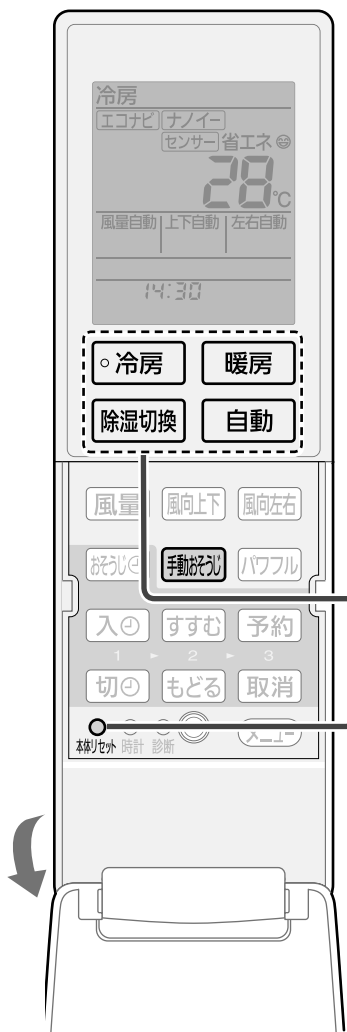 冷房
エコナビ ナノイー
センサー 省エネ
28℃
風量自動 上下自動 左右自動
14:30
冷房 暖房
除湿切換 自動
風量 風向上下 風向左右
おそうじ 手動おそうじ パワフル
入 すすむ 予約
1 ► 2 ► 3
切 もどる 取消
本体リセット 時計 診断 メニュー